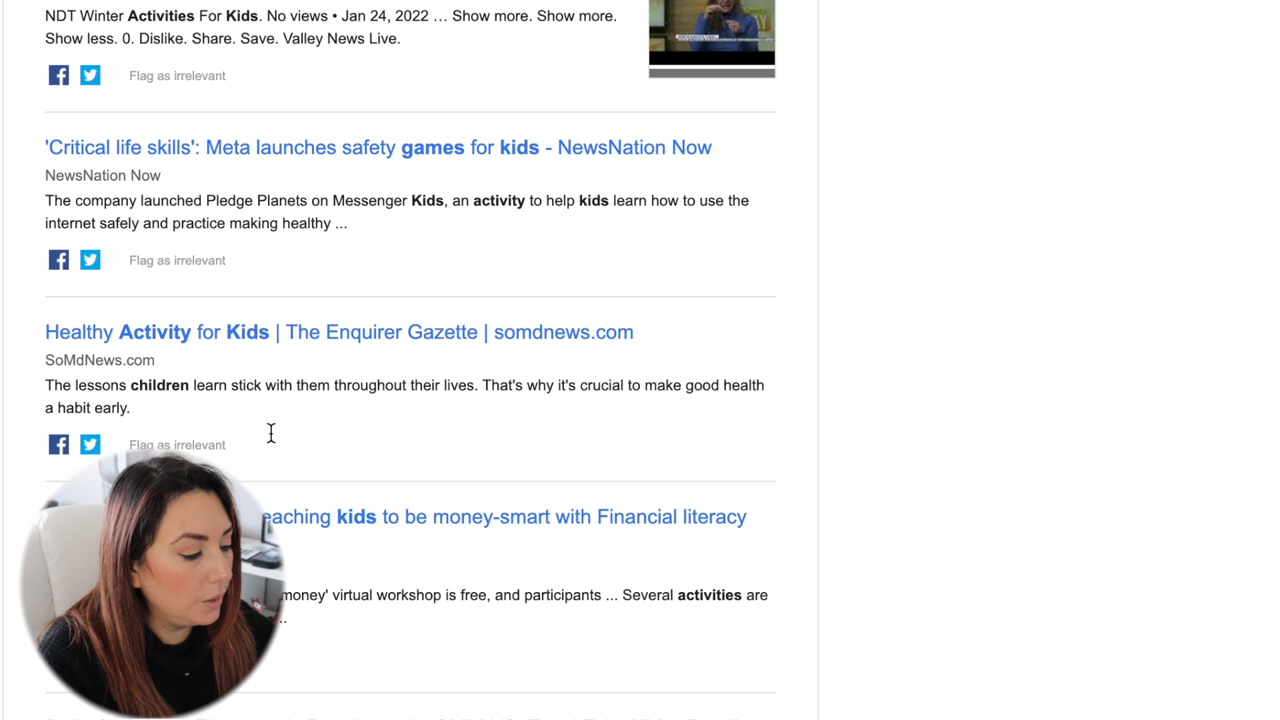 NDT Winter Activities For Kids. No views • Jan 24, 2022 ... Show more. Show more.
Show less. 0. Dislike. Share. Save. Valley News Live.
Flag as irrelevant
'Critical life skills': Meta launches safety games for kids - NewsNation Now
NewsNation Now
The company launched Pledge Planets on Messenger Kids, an activity to help kids learn how to use the
internet safely and practice making healthy ...
Flag as irrelevant
Healthy Activity for Kids | The Enquirer Gazette | somdnews.com
SoMdNews.com
The lessons children learn stick with them throughout their lives. That's why it's crucial to make good health
a habit early.
Flag as irrelevant
eaching kids to be money-smart with Financial literacy
money' virtual workshop is free, and participants ... Several activities are
..